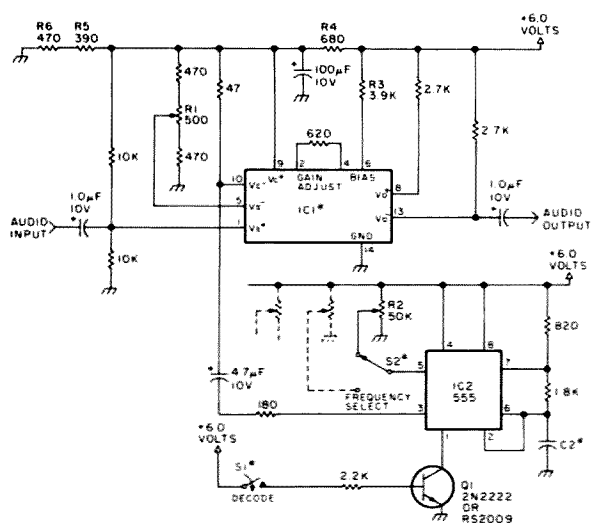 R6
470
R5
390
R4
680
+6.0
VOLTS
470
47
100µF
10V
R3
3.9K
2.7K
R1
500
2.7K
620
10K
470
10
9
2
4
6
Vc-
Vc+
GAIN
ADJUST
BIAS
8
1.0µF
10V
5
IC1*
13
1.0µF
10V
AUDIO
INPUT
1
GND
14
AUDIO
OUTPUT
10K
+6.0
VOLTS
R2
50K
820
4
8
S2*
5
7
IC2
555
1.8K
4.7µF
10V
FREQUENCY
SELECT
180
3
6
+6.0
VOLTS
1
2
C2*
S1*
DECODE
2.2K
Q1
2N2222
OR
RS2009